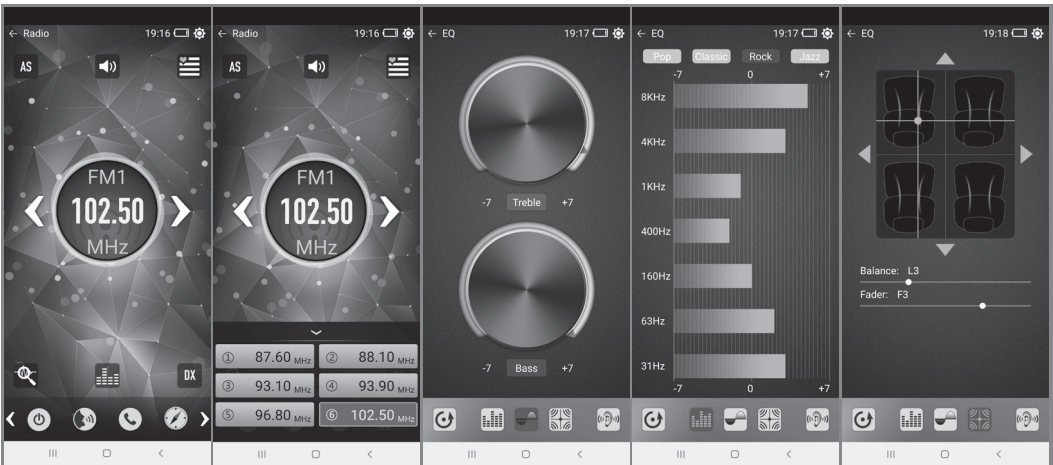 ← Radio 19:16
AS
FM1
102.50
MHz
DX
← Radio 19:16
AS
FM1
102.50
MHz
① 87.60 MHz ② 88.10 MHz
③ 93.10 MHz ④ 93.90 MHz
⑤ 96.80 MHz ⑥ 102.50 MHz
← EQ 19:17
-7 Treble +7
-7 Bass +7
← EQ 19:17
Pop Classic Rock Jazz
-7 0 +7
8KHz
4KHz
1KHz
400Hz
160Hz
63Hz
31Hz
-7 0 +7
← EQ 19:18
Balance: L3
Fader: F3